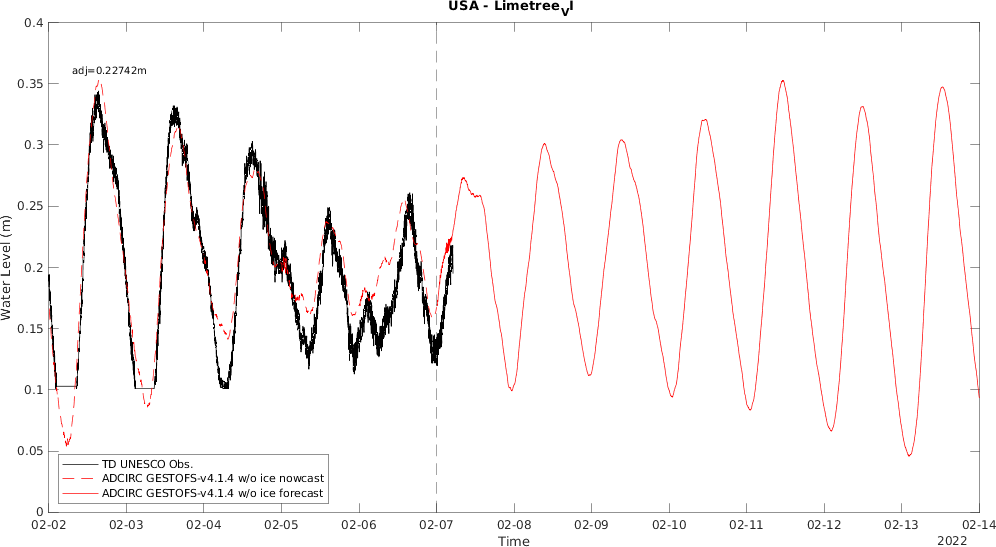 USA - Limetree_VI
adj=0.22742m
Water Level (m)
0.4
0.35
0.3
0.25
0.2
0.15
0.1
0.05
0
TD UNESCO Obs.
ADCIRC GESTOFS-v4.1.4 w/o ice nowcast
ADCIRC GESTOFS-v4.1.4 w/o ice forecast
02-02 02-03 02-04 02-05 02-06 02-07 02-08 02-09 02-10 02-11 02-12 02-13 02-14
Time
2022